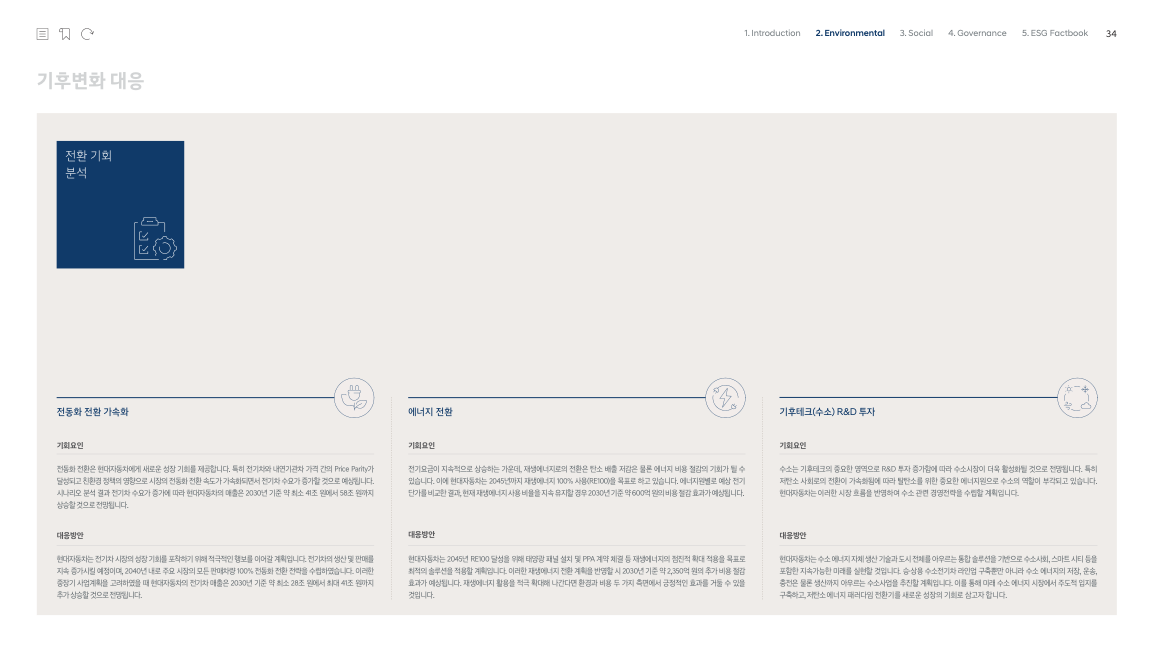 1. Introduction
2. Environmental
3. Social
4. Governance
5. ESG Factbook
34
기후변화 대응
전환 기회
분석
전동화 전환 가속화
기회요인
전동화 전환은 현대자동차에게 새로운 성장 기회를 제공합니다. 특히 전기차와 내연기관차 가격 간의 Price Parity가
달성되고 친환경 정책의 영향으로 시장의 전동화 전환 속도가 가속화되면서 전기차 수요가 증가할 것으로 예상됩니다.
시나리오 분석 결과 전기차 수요가 증가에 따라 현대자동차의 매출은 2030년 기준 약 최소 41조 원에서 58조 원까지
상승할 것으로 전망됩니다.
대응방안
현대자동차는 전기차 시장의 성장 기회를 포착하기 위해 적극적인 행보를 이어갈 계획입니다. 전기차의 생산 및 판매를
지속 증가시킬 예정이며, 2040년 내로 주요 시장의 모든 판매차량 100% 전동화 전환 전략을 수립하였습니다. 이러한
중장기 사업계획을 고려하였을 때 현대자동차의 전기차 매출은 2030년 기준 약 최소 28조 원에서 최대 41조 원까지
추가 상승할 것으로 전망됩니다.
에너지 전환
기회요인
전기요금이 지속적으로 상승하는 가운데, 재생에너지로의 전환은 탄소 배출 저감은 물론 에너지 비용 절감의 기회가 될 수
있습니다. 이에 현대자동차는 2045년까지 재생에너지 100% 사용(RE100)을 목표로 하고 있습니다. 에너지원별로 예상 전기
단가를 비교한 결과, 현재 재생에너지 사용 비율을 지속 유지할 경우 2030년 기준 약 600억 원의 비용 절감 효과가 예상됩니다.
대응방안
현대자동차는 2045년 RE100 달성을 위해 태양광 패널 설치 및 PPA 계약 체결 등 재생에너지의 점진적 확대 적용을 목표로
최적의 솔루션을 적용할 계획입니다. 이러한 재생에너지 전환 계획을 반영할 시 2030년 기준 약 2,350억 원의 추가 비용 절감
효과가 예상됩니다. 재생에너지 활용을 적극 확대해 나간다면 환경과 비용 두 가지 측면에서 긍정적인 효과를 거둘 수 있을
것입니다.
기후테크(수소) R&D 투자
기회요인
수소는 기후테크의 중요한 영역으로 R&D 투자 증가함에 따라 수소시장이 더욱 활성화될 것으로 전망됩니다. 특히
저탄소 사회로의 전환이 가속화됨에 따라 탈탄소를 위한 중요한 에너지원으로 수소의 역할이 부각되고 있습니다.
현대자동차는 이러한 시장 흐름을 반영하여 수소 관련 경영전략을 수립할 계획입니다.
대응방안
현대자동차는 수소 에너지 자체 생산 기술과 도시 전체를 아우르는 통합 솔루션을 기반으로 수소사회, 스마트 시티 등을
포함한 지속가능한 미래를 실현할 것입니다. 승·상용 수소전기차 라인업 구축뿐만 아니라 수소 에너지의 저장, 운송,
충전은 물론 생산까지 아우르는 수소사업을 추진할 계획입니다. 이를 통해 미래 수소 에너지 시장에서 주도적 입지를
구축하고, 저탄소 에너지 패러다임 전환기를 새로운 성장의 기회로 삼고자 합니다.